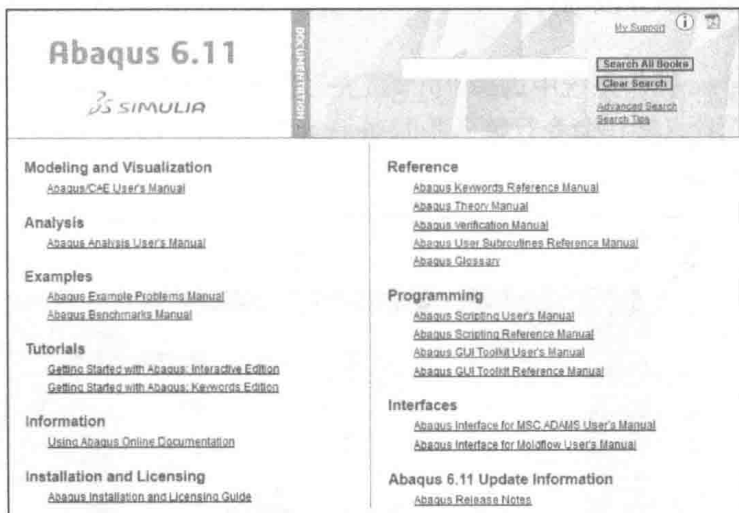 Abaqus 6.11
SIMULIA
DOCUMENTATION
My Support
Search All Books
Clear Search
Advanced Search
Search Tips
Modeling and Visualization
Abaqus/CAE User's Manual
Analysis
Abaqus Analysis User's Manual
Examples
Abaqus Example Problems Manual
Abaqus Benchmarks Manual
Tutorials
Getting Started with Abaqus: Interactive Edition
Getting Started with Abaqus: Keywords Edition
Information
Using Abaqus Online Documentation
Installation and Licensing
Abaqus Installation and Licensing Guide
Reference
Abaqus Keywords Reference Manual
Abaqus Theory Manual
Abaqus Verification Manual
Abaqus User Subroutines Reference Manual
Abaqus Glossary
Programming
Abaqus Scripting User's Manual
Abaqus Scripting Reference Manual
Abaqus GUI Toolkit User's Manual
Abaqus GUI Toolkit Reference Manual
Interfaces
Abaqus Interface for MSC ADAMS User's Manual
Abaqus Interface for Moldflow User's Manual
Abaqus 6.11 Update Information
Abaqus Release Notes